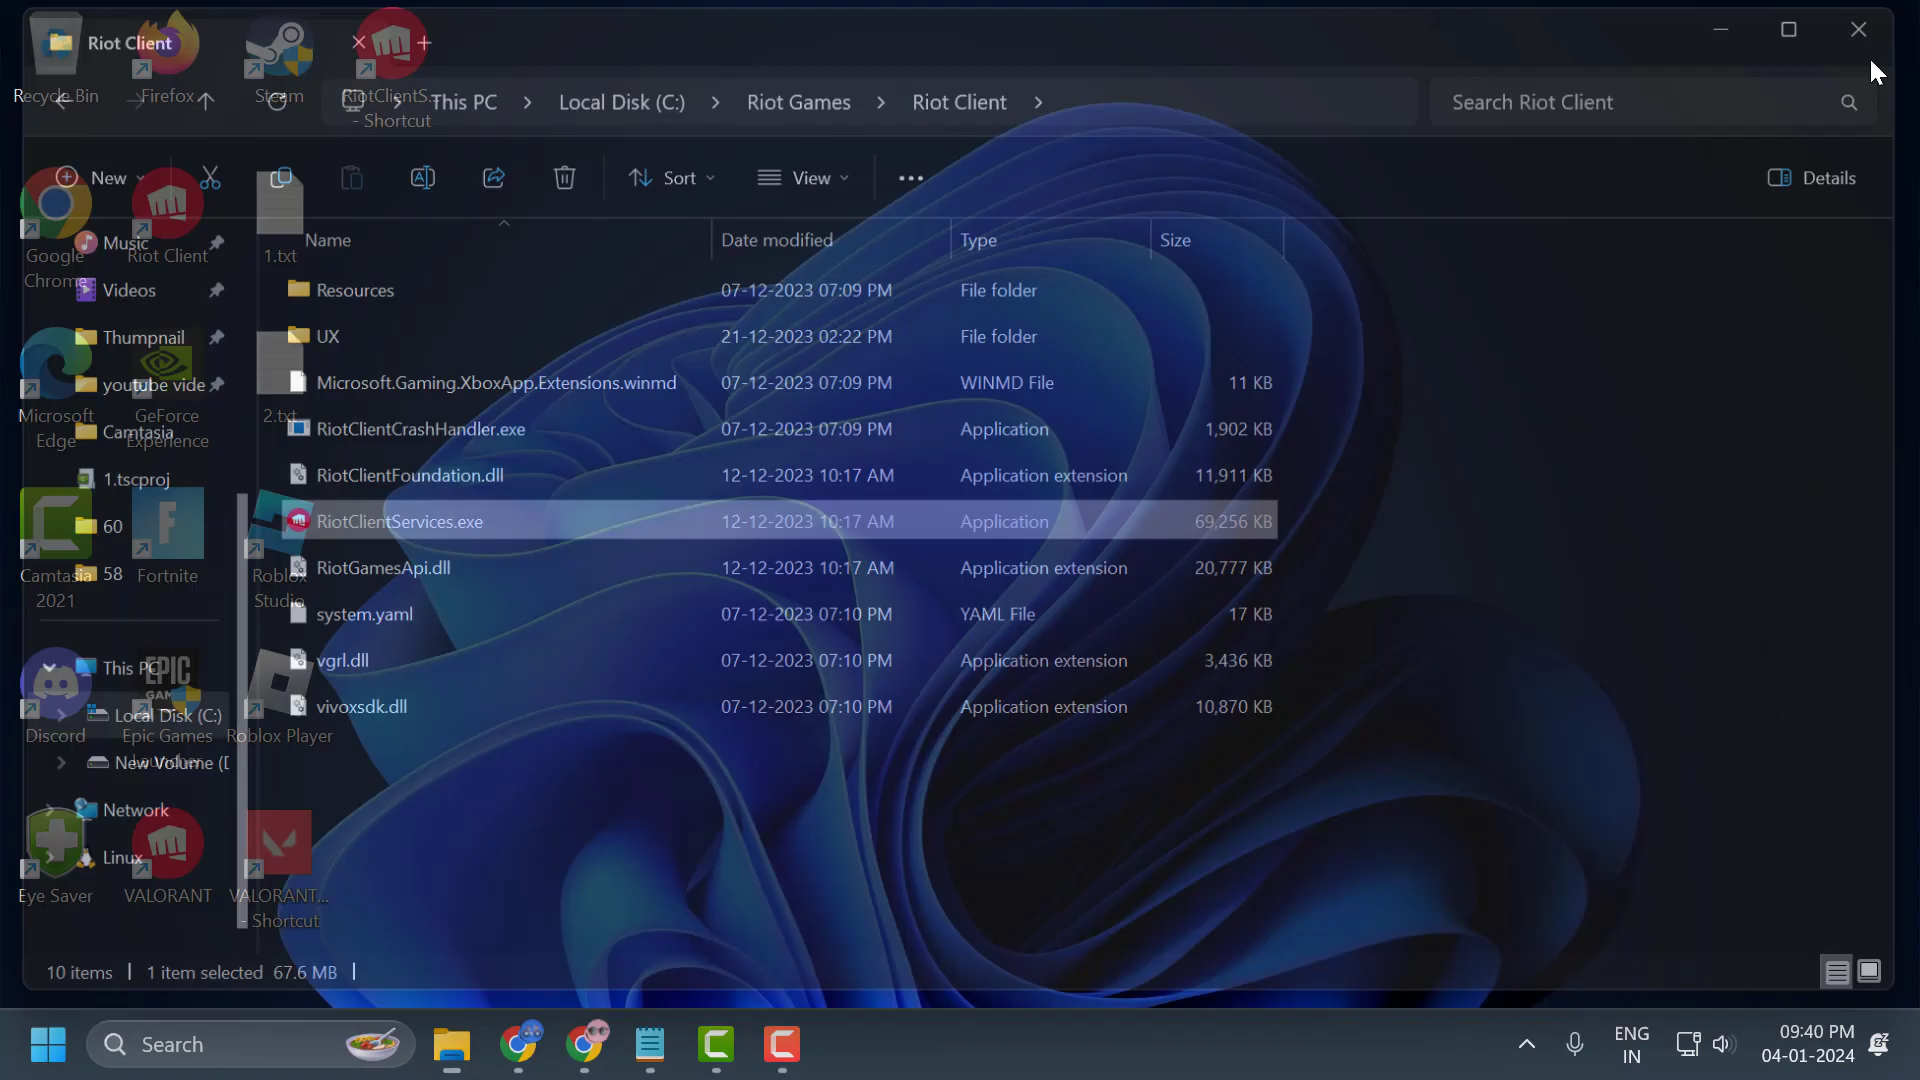 Riot Client
Recycle Bin
Firefox
Steam
RiotClientS...
- Shortcut
This PC
Local Disk (C:)
Riot Games
Riot Client
Search Riot Client
New
Sort
View
Details
Google
Chrome
Riot Client
1.txt
Music
Videos
Thumpnail
youtube vide
Camtasia
1.tscproj
60
58
This PC
Local Disk (C:)
New Volume ([
Network
Linux
Microsoft
Edge
GeForce
Experience
2.txt
Camtasia
2021
Fortnite
Roblox
Studio
Discord
EPIC
GAM
Epic Games
Launcher
Roblox Player
Eye Saver
VALORANT
VALORANT...
- Shortcut
Name Date modified Type Size
Resources 07-12-2023 07:09 PM File folder
UX 21-12-2023 02:22 PM File folder
Microsoft.Gaming.XboxApp.Extensions.winmd 07-12-2023 07:09 PM WINMD File 11 KB
RiotClientCrashHandler.exe 07-12-2023 07:09 PM Application 1,902 KB
RiotClientFoundation.dll 12-12-2023 10:17 AM Application extension 11,911 KB
RiotClientServices.exe 12-12-2023 10:17 AM Application 69,256 KB
RiotGamesApi.dll 12-12-2023 10:17 AM Application extension 20,777 KB
system.yaml 07-12-2023 07:10 PM YAML File 17 KB
vgrl.dll 07-12-2023 07:10 PM Application extension 3,436 KB
vivoxsdk.dll 07-12-2023 07:10 PM Application extension 10,870 KB
10 items | 1 item selected 67.6 MB |
Search
ENG
IN
09:40 PM
04-01-2024